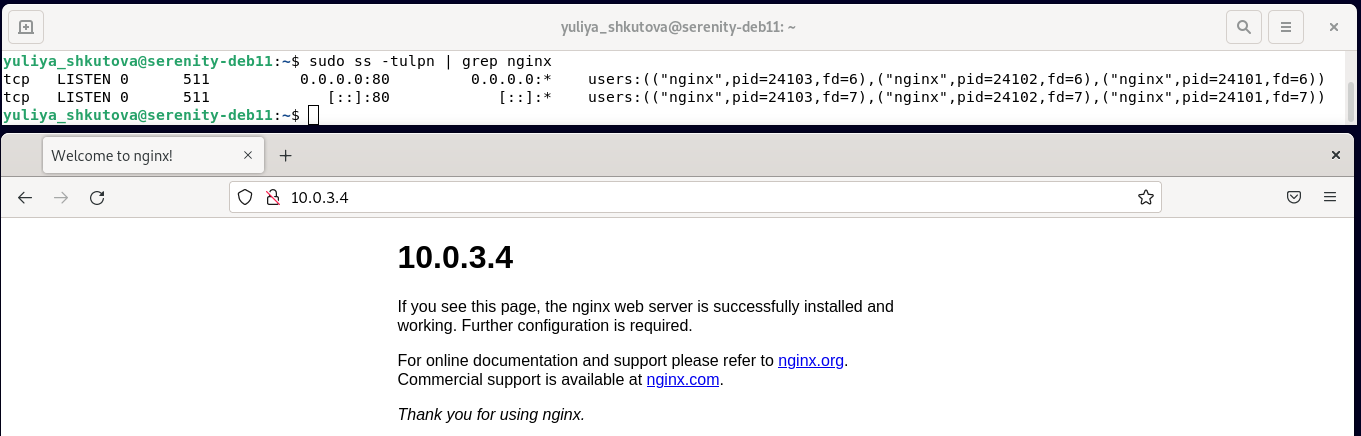 yuliya_shkutova@serenity-deb11: ~
yuliya_shkutova@serenity-deb11:~$ sudo ss -tulpn | grep nginx
tcp   LISTEN 0      511          0.0.0.0:80         0.0.0.0:*    users:(("nginx",pid=24103,fd=6),("nginx",pid=24102,fd=6),("nginx",pid=24101,fd=6))
tcp   LISTEN 0      511             [::]:80            [::]:*    users:(("nginx",pid=24103,fd=7),("nginx",pid=24102,fd=7),("nginx",pid=24101,fd=7))
yuliya_shkutova@serenity-deb11:~$
Welcome to nginx!
10.0.3.4
10.0.3.4
If you see this page, the nginx web server is successfully installed and
working. Further configuration is required.
For online documentation and support please refer to nginx.org.
Commercial support is available at nginx.com.
Thank you for using nginx.